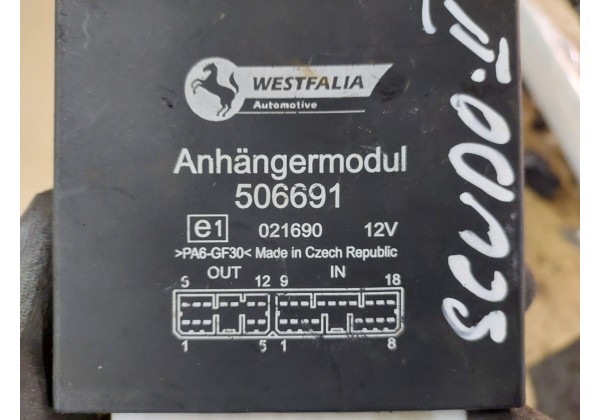 WESTFALIA
Automotive
Anhängermodul
506691
e1 021690 12V
>PA6-GF30< Made in Czech Republic
OUT IN
5 12 9 18
1 5 1 8
SCUDO·II